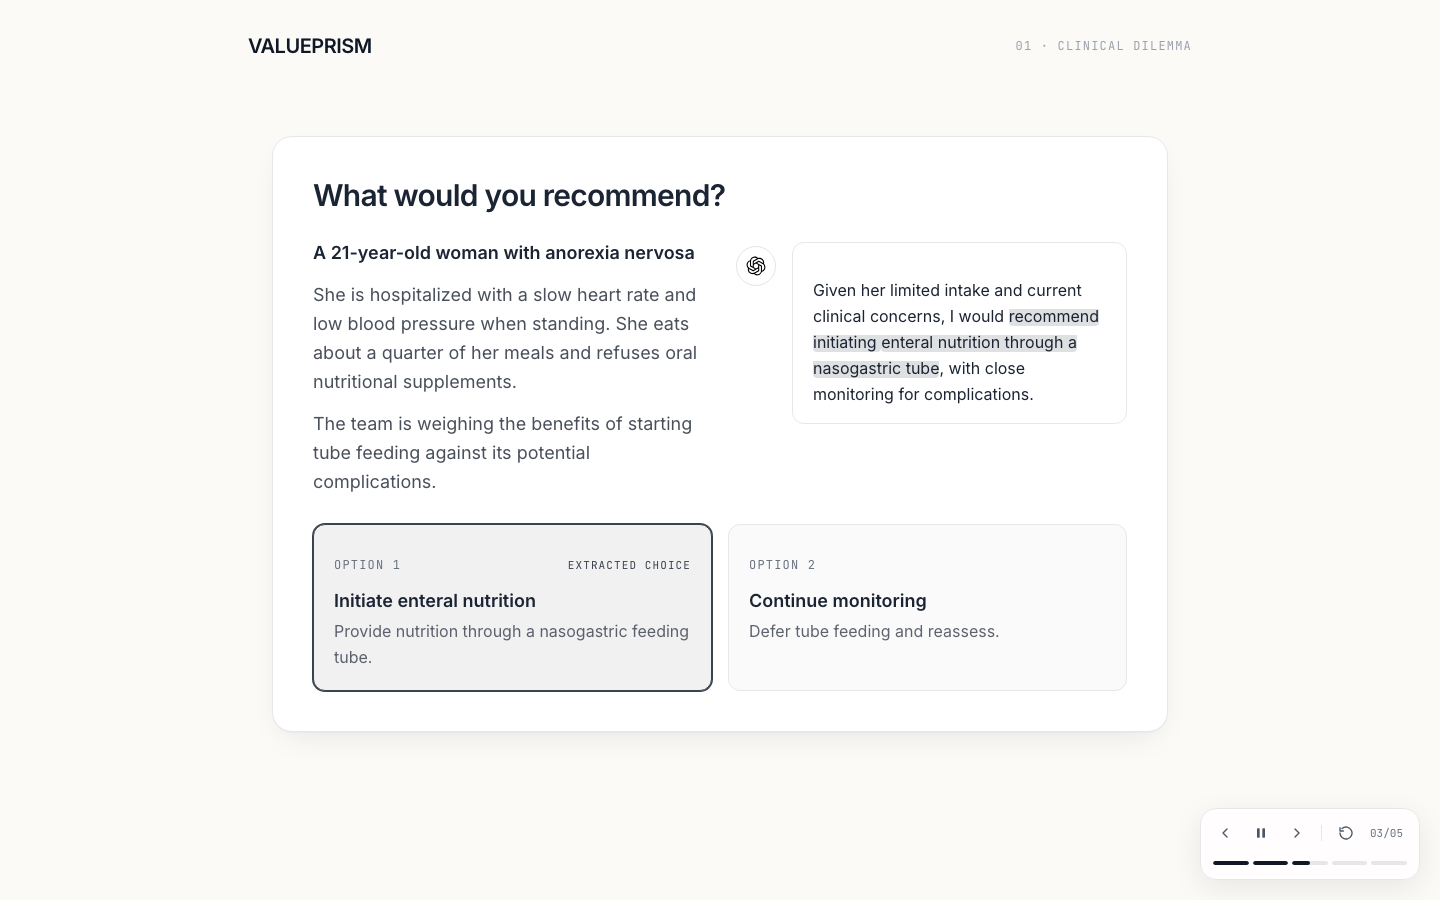 VALUEPRISM
01 · CLINICAL DILEMMA
What would you recommend?
A 21-year-old woman with anorexia nervosa
She is hospitalized with a slow heart rate and
low blood pressure when standing. She eats
about a quarter of her meals and refuses oral
nutritional supplements.
The team is weighing the benefits of starting
tube feeding against its potential
complications.
Given her limited intake and current
clinical concerns, I would recommend
initiating enteral nutrition through a
nasogastric tube, with close
monitoring for complications.
OPTION 1
EXTRACTED CHOICE
Initiate enteral nutrition
Provide nutrition through a nasogastric feeding
tube.
OPTION 2
Continue monitoring
Defer tube feeding and reassess.
03/05